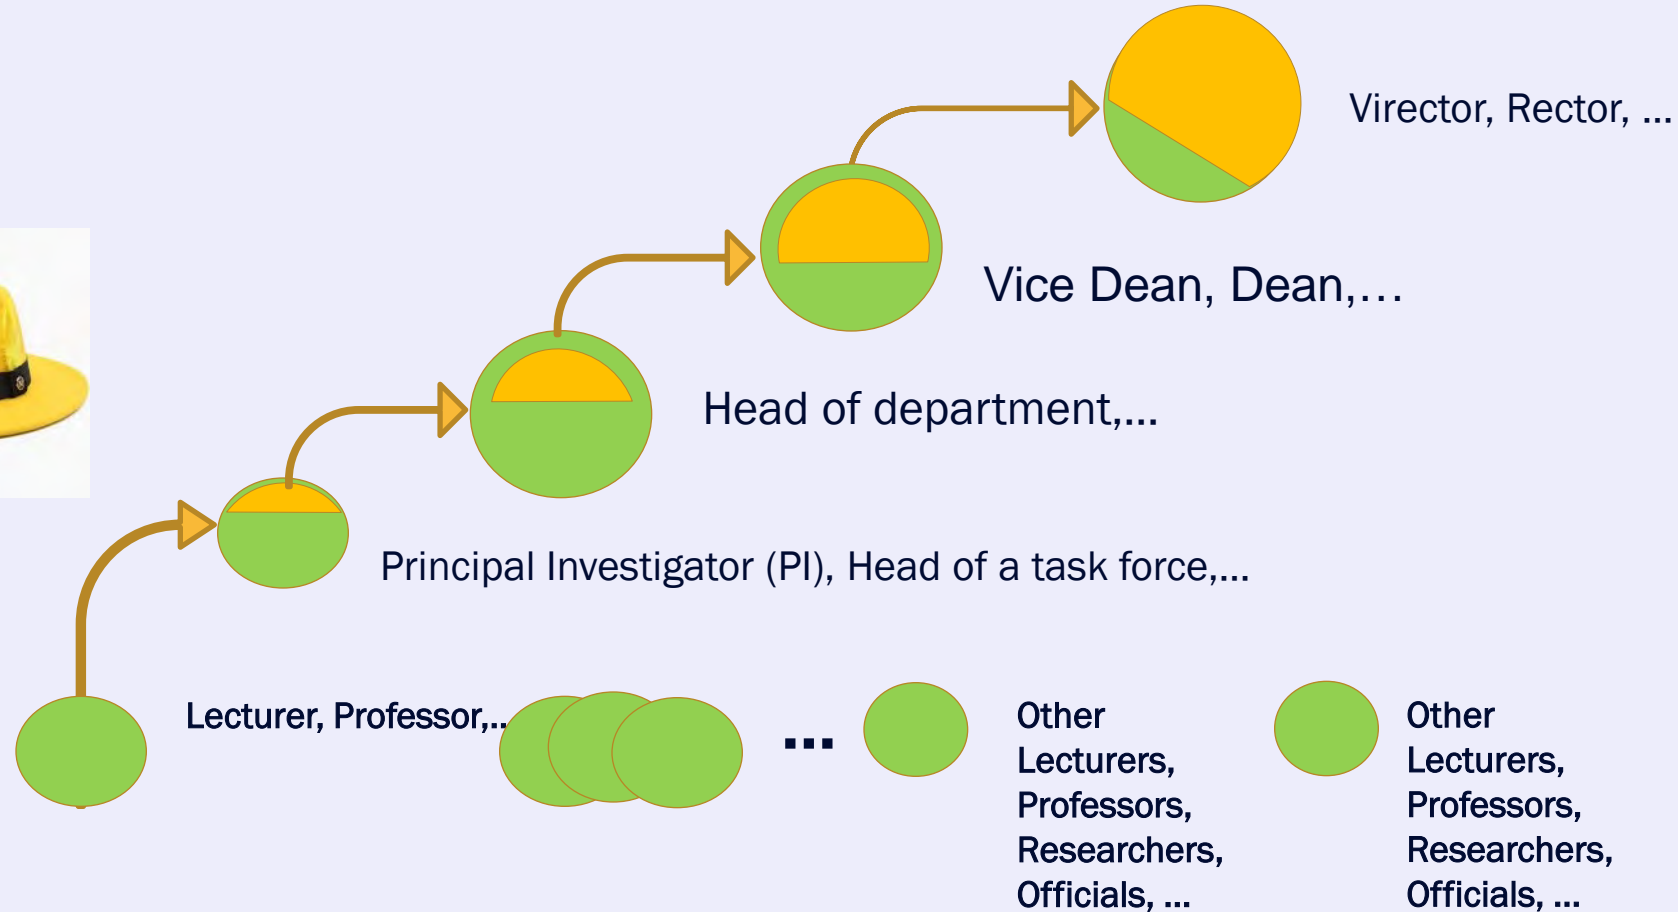 Virector, Rector, ...
Vice Dean, Dean,...
Head of department,...
Principal Investigator (PI), Head of a task force,...
Lecturer, Professor,..
...
Other
Lecturers,
Professors,
Researchers,
Officials, ...
Other
Lecturers,
Professors,
Researchers,
Officials, ...